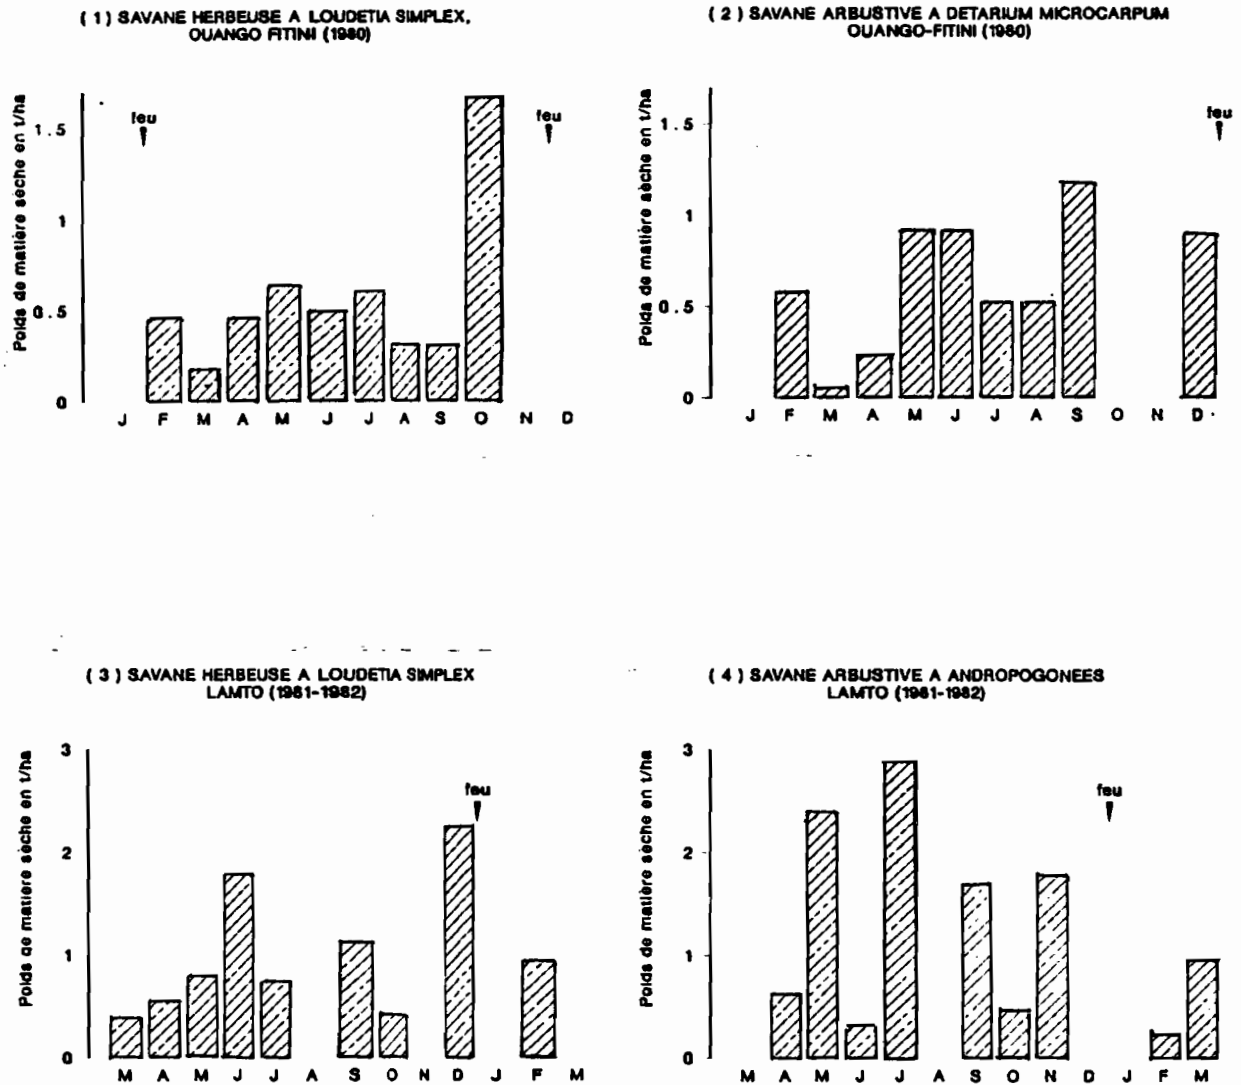 ( 1 ) SAVANE HERBEUSE A LOUDETIA SIMPLEX,
OUANGO FITINI (1980)
Poids de matière sèche en t/ha
1.5
1
0.5
0
feu
feu
J F M A M J J A S O N D
( 2 ) SAVANE ARBUSTIVE A DETARIUM MICROCARPUM
OUANGO-FITINI (1980)
Poids de matière sèche en t/ha
1.5
1
0.5
0
feu
J F M A M J J A S O N D
( 3 ) SAVANE HERBEUSE A LOUDETIA SIMPLEX
LAMTO (1981-1982)
Poids de matière sèche en t/ha
3
2
1
0
feu
M A M J J A S O N D J F M
( 4 ) SAVANE ARBUSTIVE A ANDROPOGONEES
LAMTO (1981-1982)
Poids de matière sèche en t/ha
3
2
1
0
feu
M A M J J A S O N D J F M